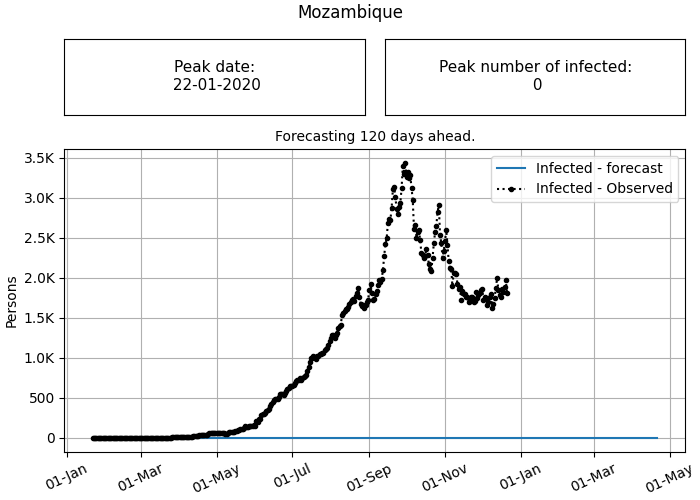 Mozambique
Peak date:
22-01-2020
Peak number of infected:
0
Forecasting 120 days ahead.
3.5K
3.0K
2.5K
2.0K
1.5K
1.0K
500
0
Persons
Infected - forecast
Infected - Observed
01-Jan
01-Mar
01-May
01-Jul
01-Sep
01-Nov
01-Jan
01-Mar
01-May